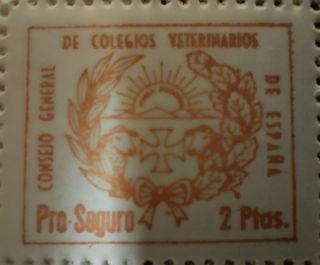 CONSEJO GENERAL
DE COLEGIOS VETERINARIOS
DE ESPAÑA
Pro-Seguro
2 Ptas.